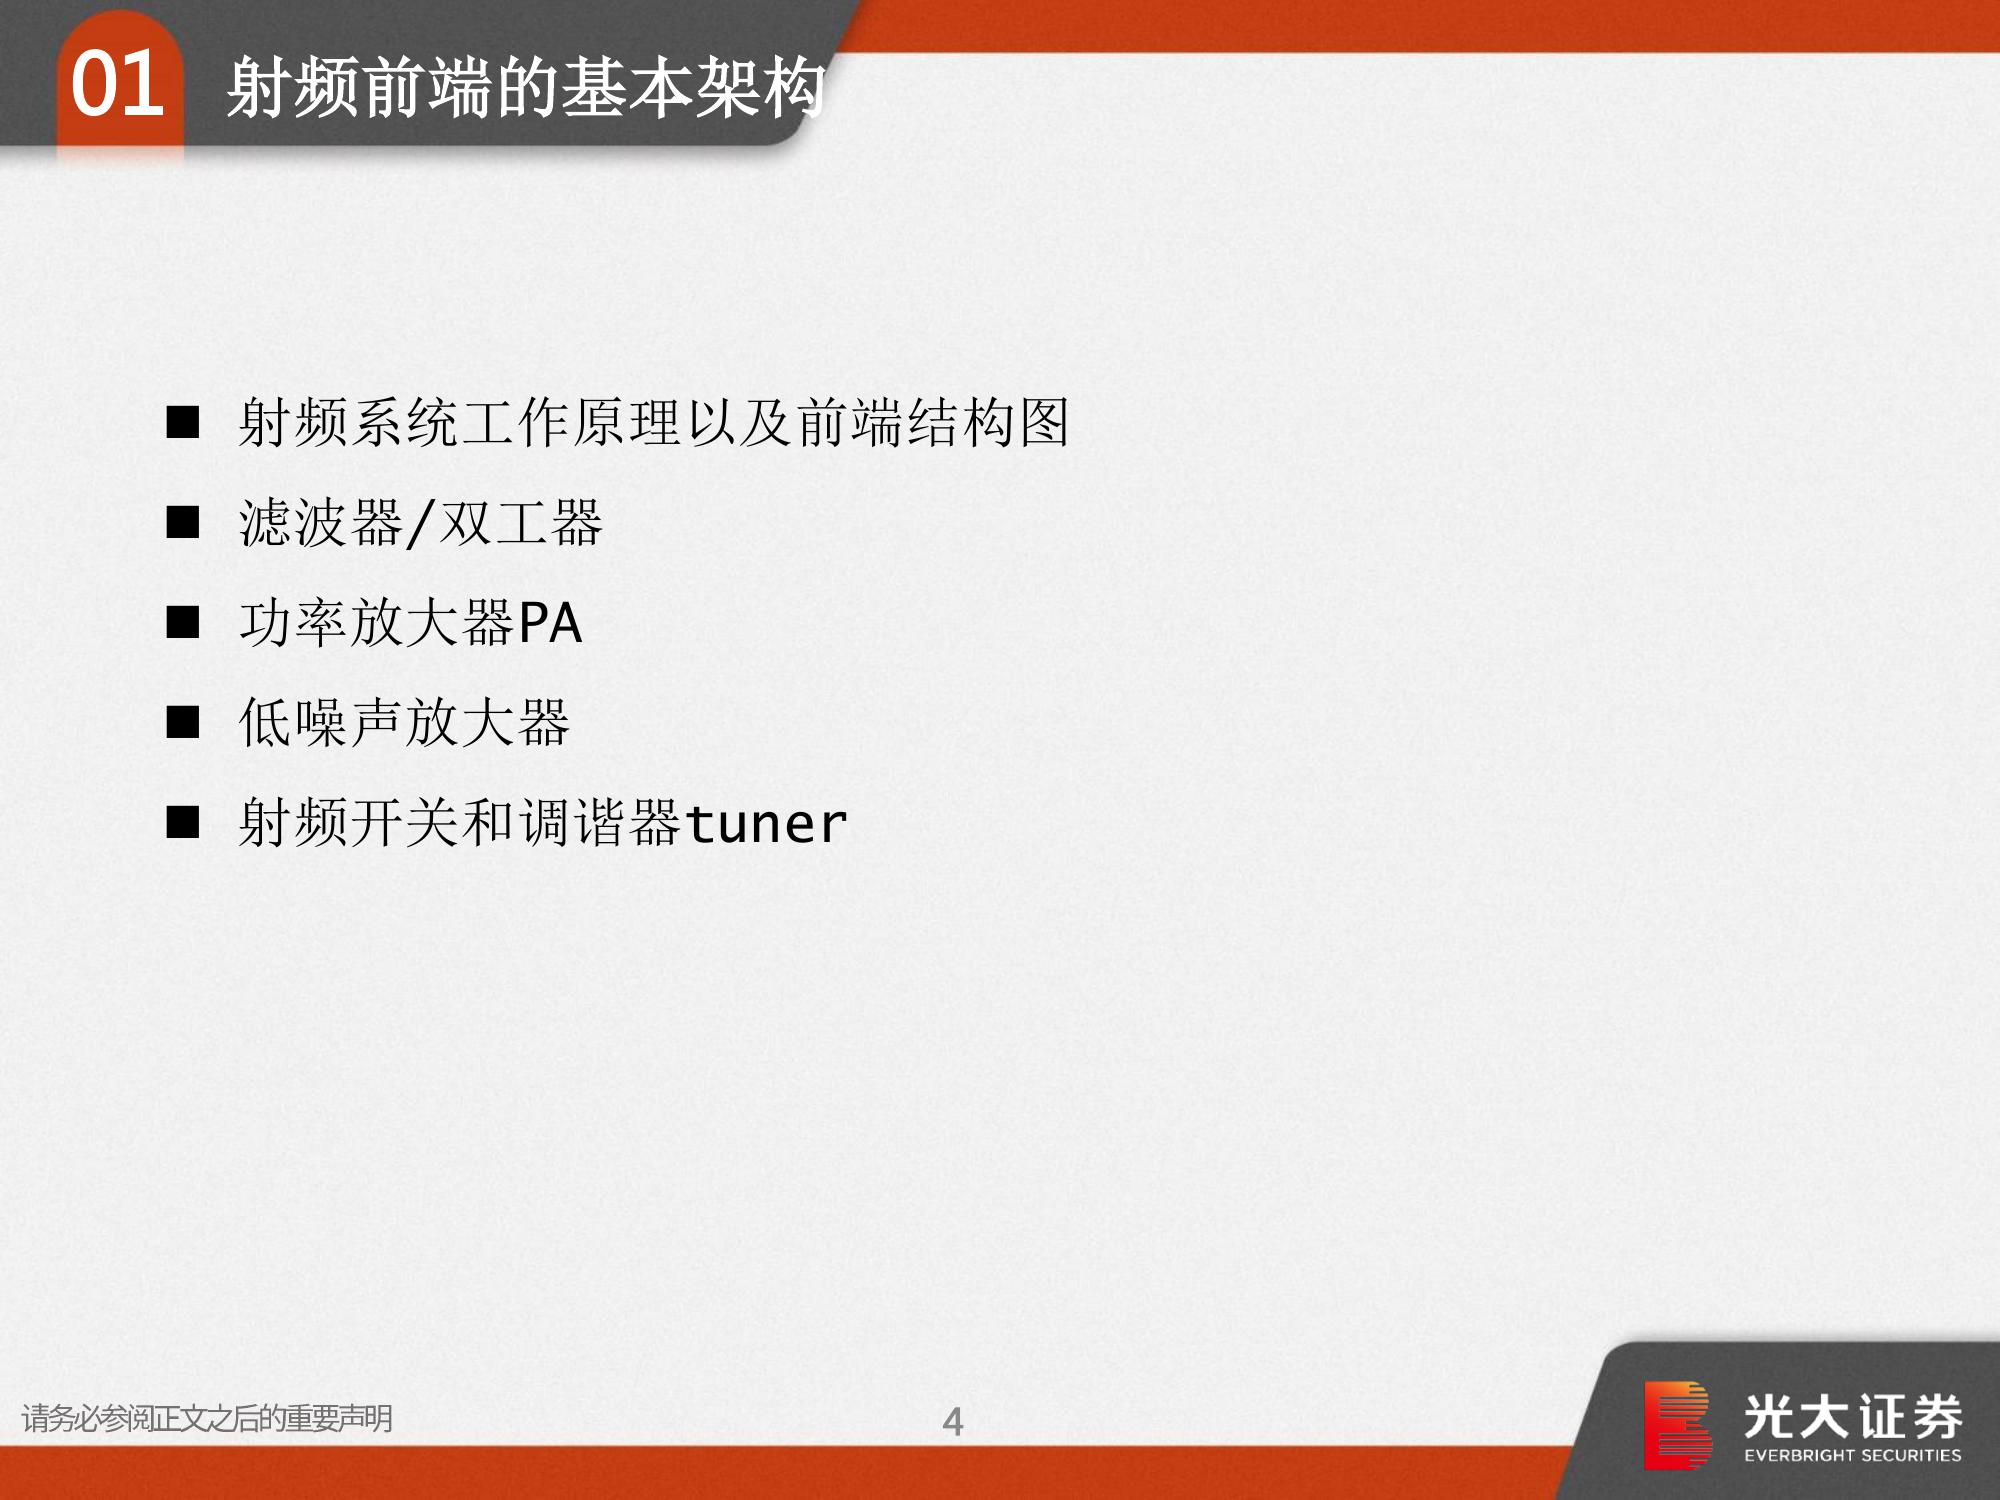 01 射频前端的基本架构
■ 射频系统工作原理以及前端结构图
■ 滤波器/双工器
■ 功率放大器PA
■ 低噪声放大器
■ 射频开关和调谐器tuner
请务必参阅正文之后的重要声明
4
光大证券
EVERBRIGHT SECURITIES